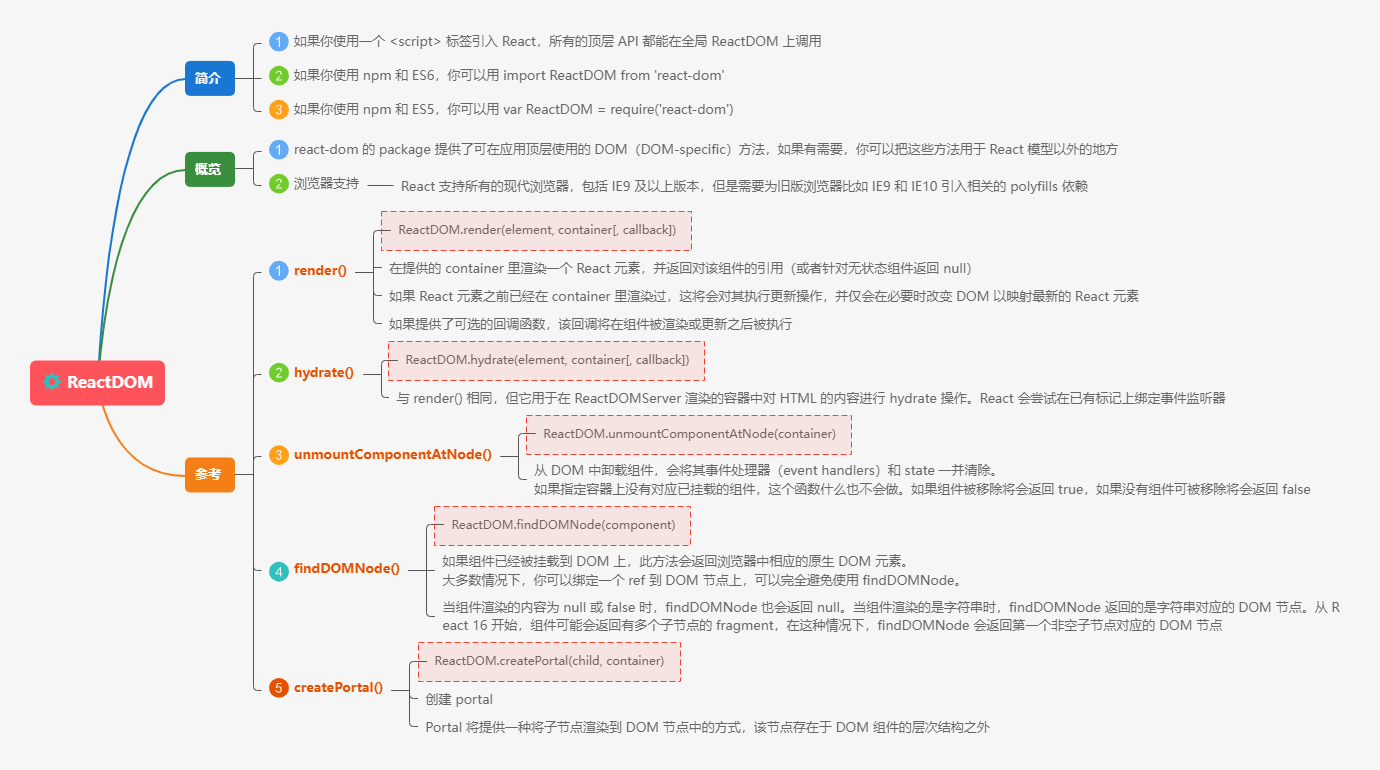 ReactDOM
简介
1 如果你使用一个 <script> 标签引入 React，所有的顶层 API 都能在全局 ReactDOM 上调用
2 如果你使用 npm 和 ES6，你可以用 import ReactDOM from 'react-dom'
3 如果你使用 npm 和 ES5，你可以用 var ReactDOM = require('react-dom')
概览
1 react-dom 的 package 提供了可在应用顶层使用的 DOM（DOM-specific）方法，如果有需要，你可以把这些方法用于 React 模型以外的地方
2 浏览器支持
React 支持所有的现代浏览器，包括 IE9 及以上版本，但是需要为旧版浏览器比如 IE9 和 IE10 引入相关的 polyfills 依赖
参考
1 render()
ReactDOM.render(element, container[, callback])
在提供的 container 里渲染一个 React 元素，并返回对该组件的引用（或者针对无状态组件返回 null）
如果 React 元素之前已经在 container 里渲染过，这将会对其执行更新操作，并仅会在必要时改变 DOM 以映射最新的 React 元素
如果提供了可选的回调函数，该回调将在组件被渲染或更新之后被执行
2 hydrate()
ReactDOM.hydrate(element, container[, callback])
与 render() 相同，但它用于在 ReactDOMServer 渲染的容器中对 HTML 的内容进行 hydrate 操作。React 会尝试在已有标记上绑定事件监听器
3 unmountComponentAtNode()
ReactDOM.unmountComponentAtNode(container)
从 DOM 中卸载组件，会将其事件处理器（event handlers）和 state 一并清除。
如果指定容器上没有对应已挂载的组件，这个函数什么也不会做。如果组件被移除将会返回 true，如果没有组件可被移除将会返回 false
4 findDOMNode()
ReactDOM.findDOMNode(component)
如果组件已经被挂载到 DOM 上，此方法会返回浏览器中相应的原生 DOM 元素。
大多数情况下，你可以绑定一个 ref 到 DOM 节点上，可以完全避免使用 findDOMNode。
当组件渲染的内容为 null 或 false 时，findDOMNode 也会返回 null。当组件渲染的是字符串时，findDOMNode 返回的是字符串对应的 DOM 节点。从 R
eact 16 开始，组件可能会返回有多个子节点的 fragment，在这种情况下，findDOMNode 会返回第一个非空子节点对应的 DOM 节点
5 createPortal()
ReactDOM.createPortal(child, container)
创建 portal
Portal 将提供一种将子节点渲染到 DOM 节点中的方式，该节点存在于 DOM 组件的层次结构之外